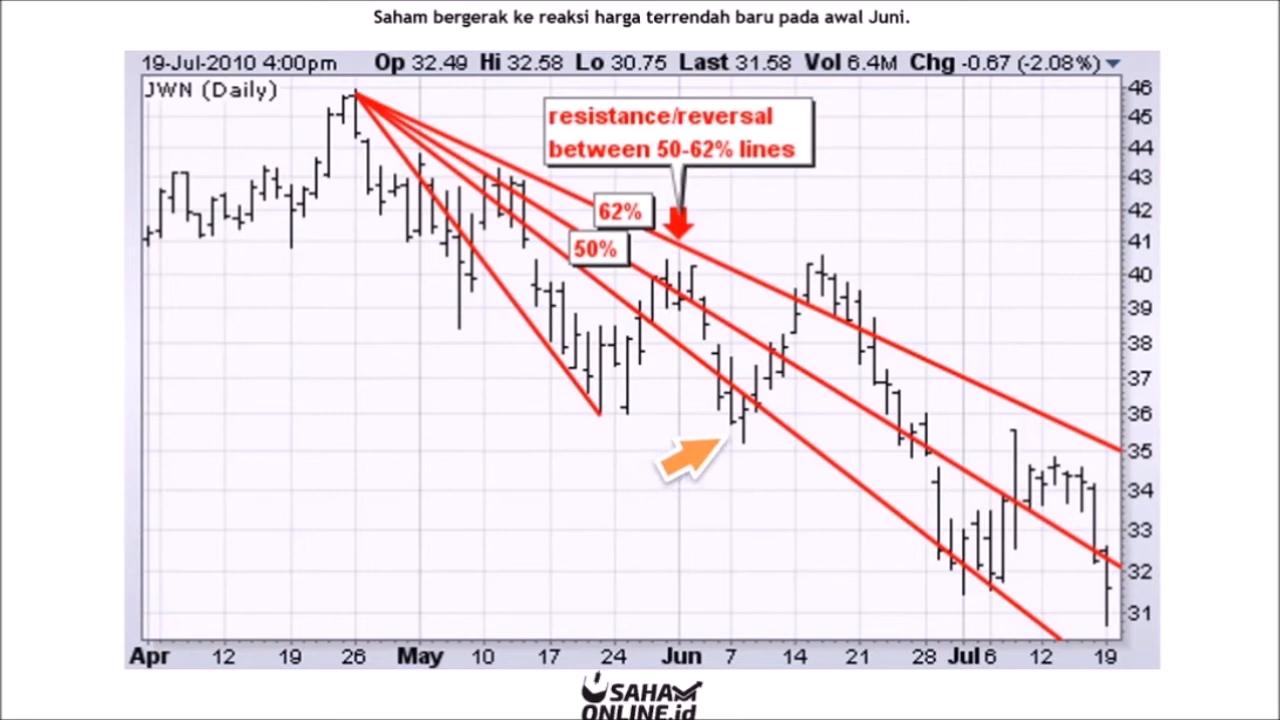 Saham bergerak ke reaksi harga terrendah baru pada awal Juni.
19-Jul-2010 4:00pm Op 32.49 Hi 32.58 Lo 30.75 Last 31.58 Vol 6.4M Chg -0.67 (-2.08%)
JWN (Daily)
resistance/reversal
between 50-62% lines
62%
50%
46
45
44
43
42
41
40
39
38
37
36
35
34
33
32
31
Apr 12 19 26 May 10 17 24 Jun 7 14 21 28 Jul 6 12 19
SAHAM
ONLINE.id